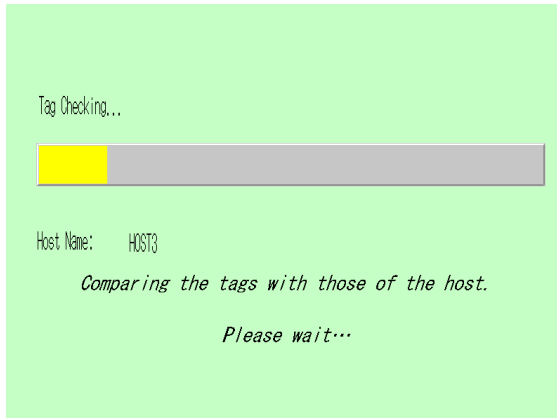 Tag Checking...
Host Name: HOST3
Comparing the tags with those of the host.
Please wait…